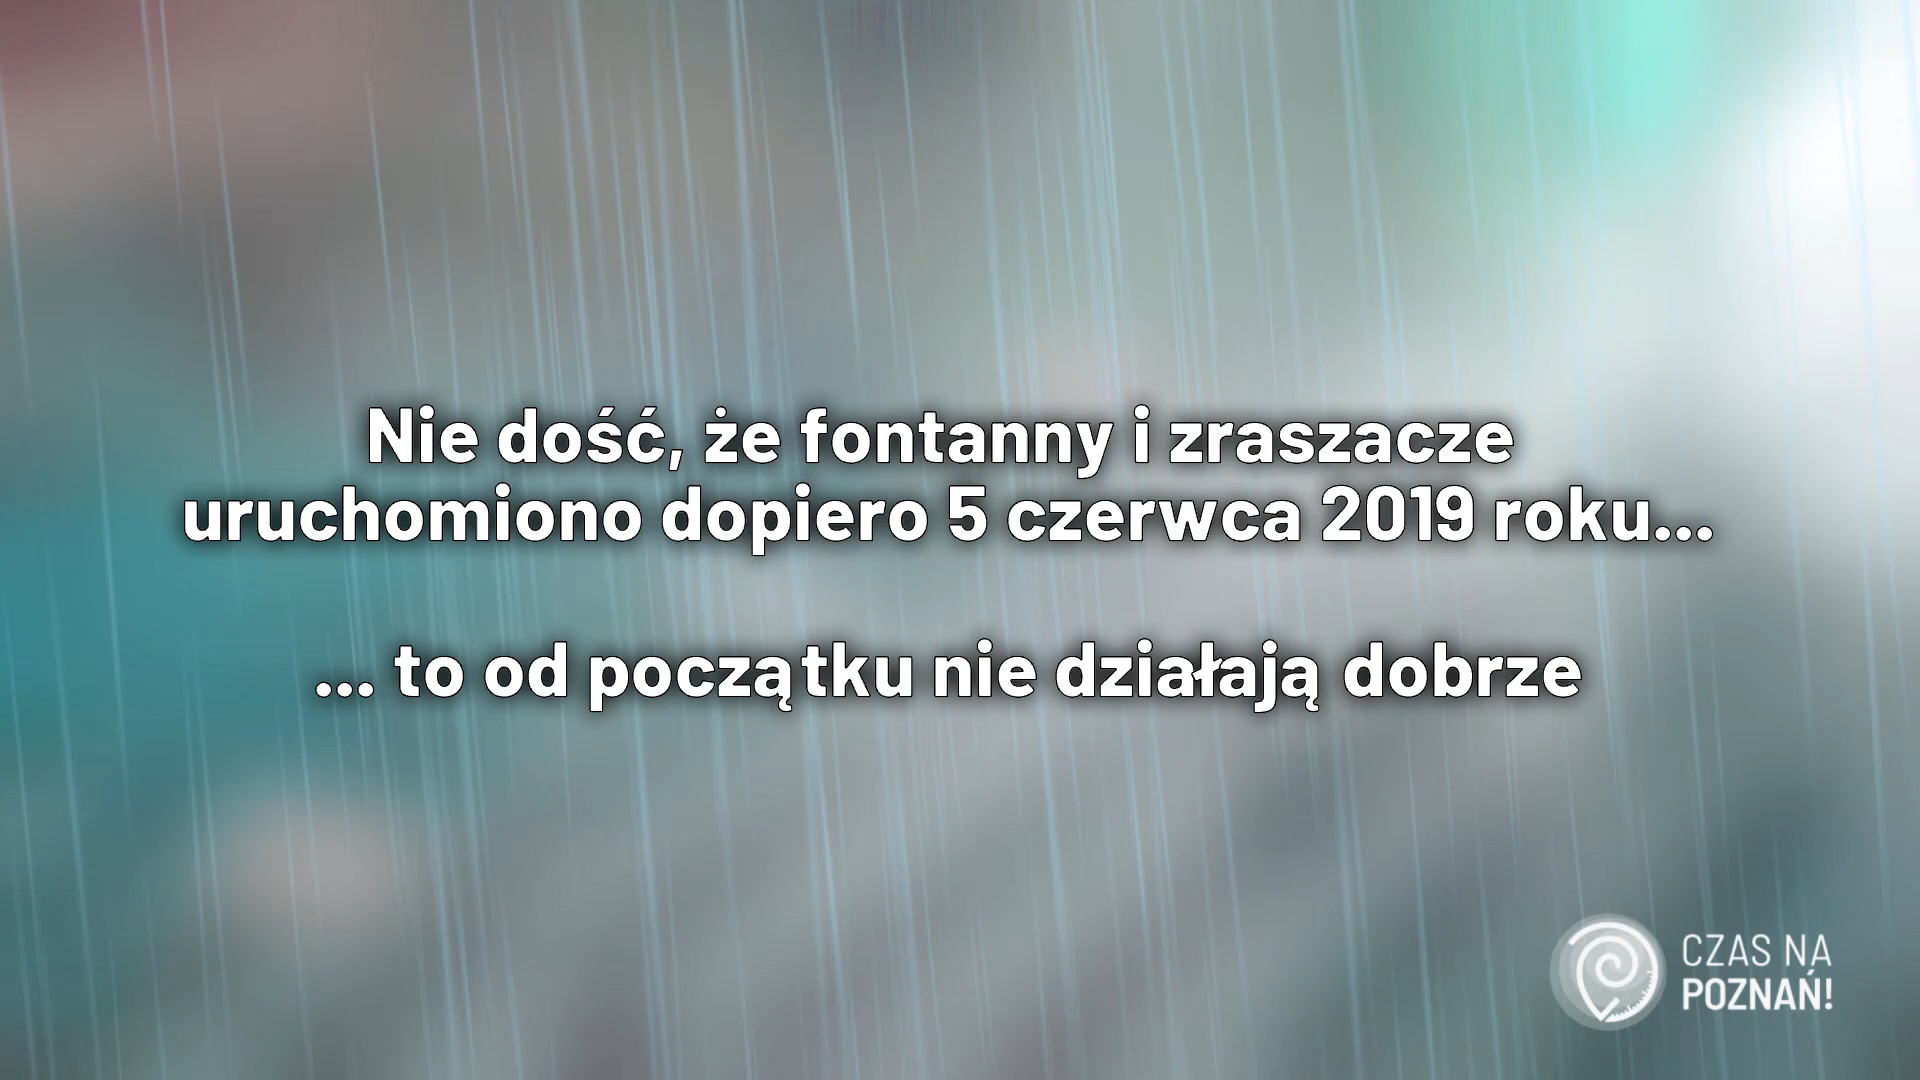 Nie dość, że fontanny i zraszacze
uruchomiono dopiero 5 czerwca 2019 roku...
... to od początku nie działają dobrze
CZAS NA
POZNAŃ!